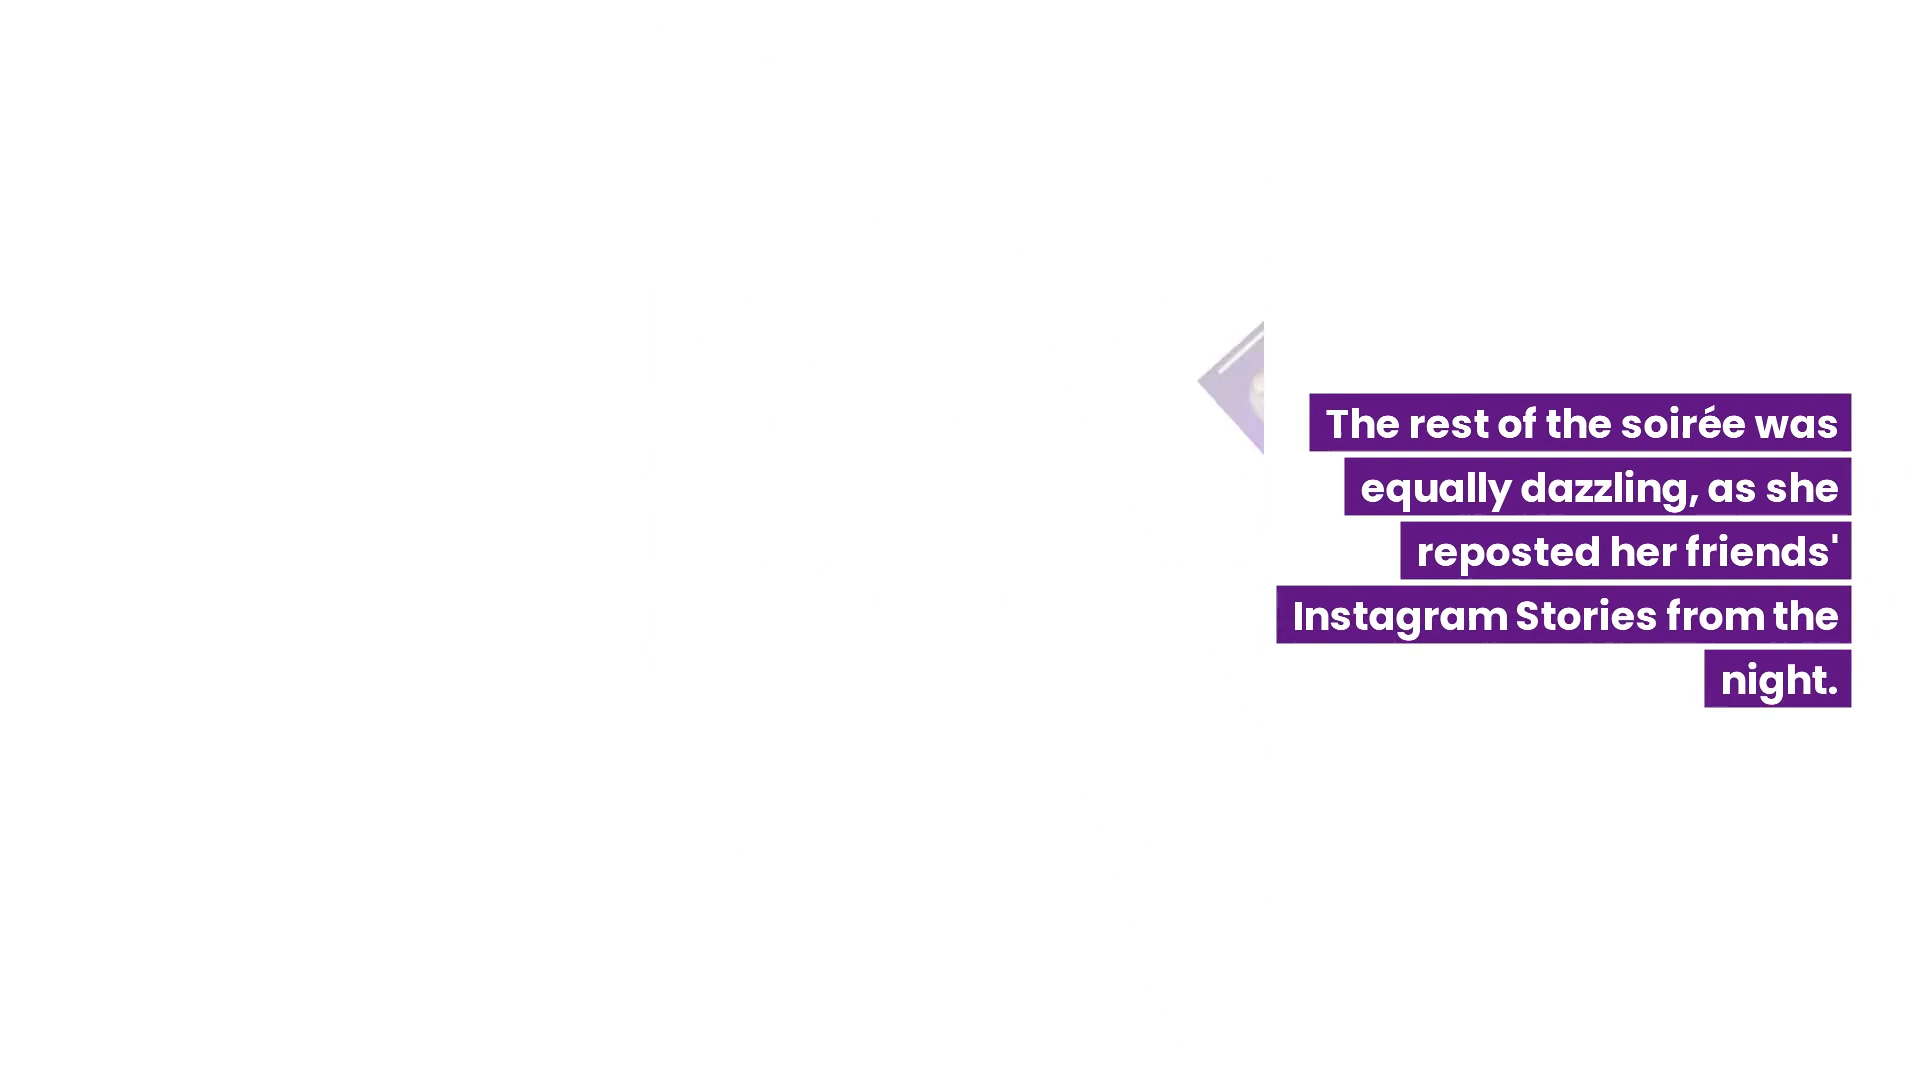 The rest of the soirée was
equally dazzling, as she
reposted her friends'
Instagram Stories from the
night.